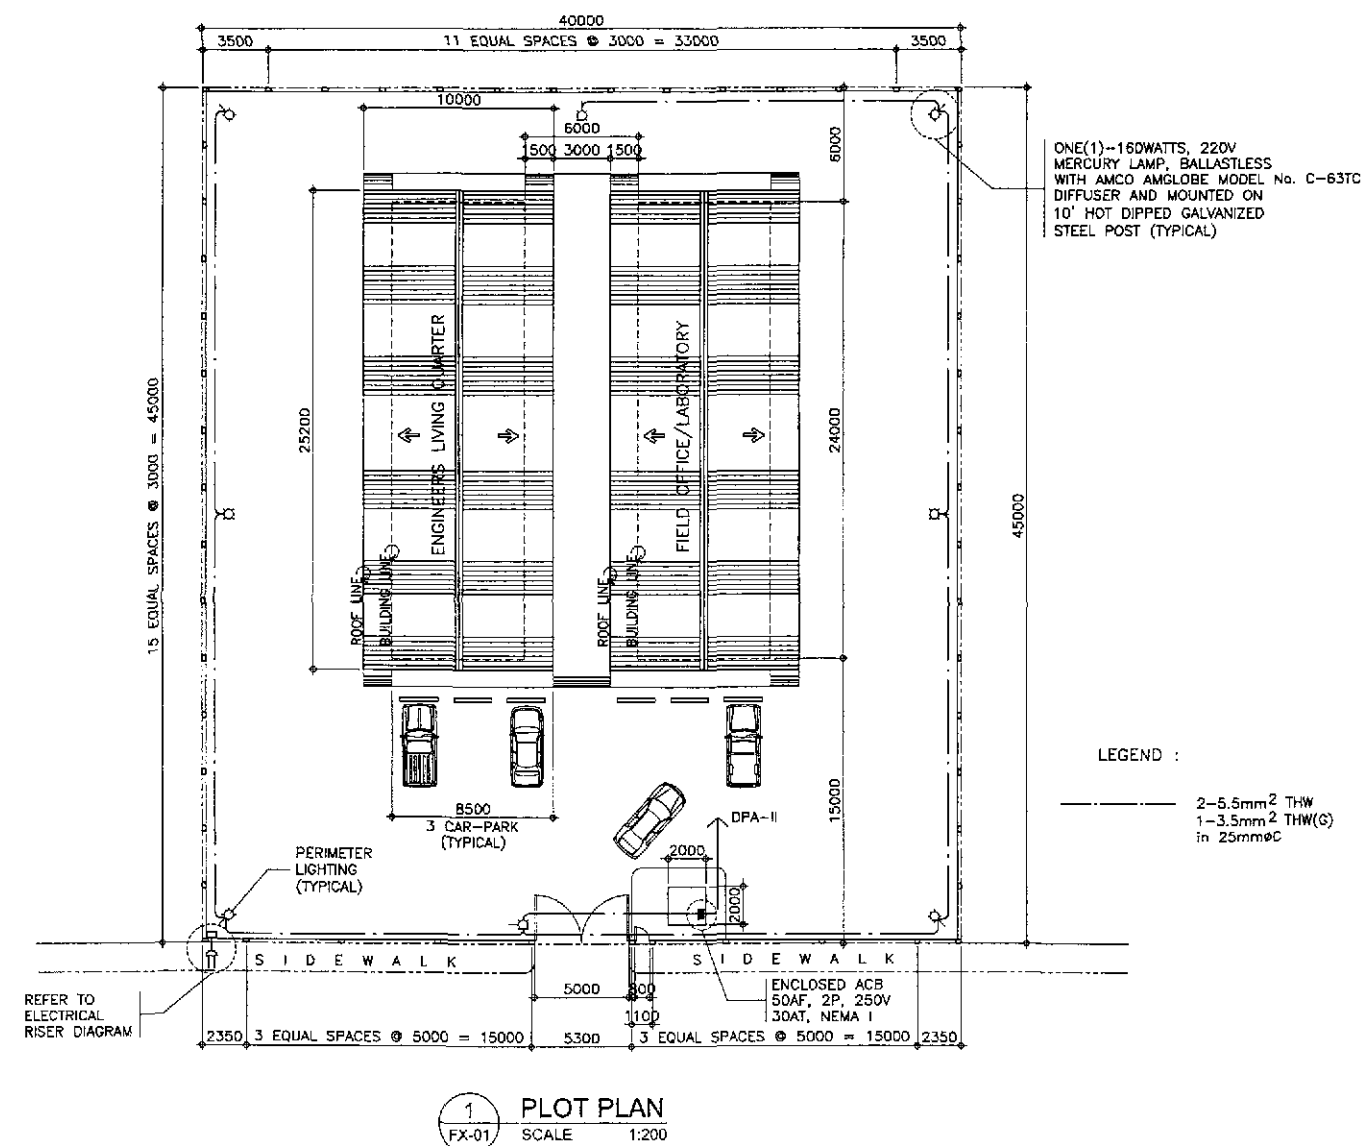 40000
3500
11 EQUAL SPACES @ 3000 = 33000
3500
10000
6000
1500 3000 1500
6000
ONE(1)-160WATTS, 220V
MERCURY LAMP, BALLASTLESS
WITH AMCO AMGLOBE MODEL No. C-63TC
DIFFUSER AND MOUNTED ON
10' HOT DIPPED GALVANIZED
STEEL POST (TYPICAL)
15 EQUAL SPACES @ 3000 = 45000
25200
ENGINEERS LIVING QUARTER
FIELD OFFICE/LABORATORY
24000
45000
ROOF LINE
BUILDING LINE
ROOF LINE
BUILDING LINE
LEGEND :
2-5.5mm² THW
1-3.5mm² THW(G)
in 25mmøC
8500
3 CAR-PARK
(TYPICAL)
15000
DPA-II
2000
2000
PERIMETER
LIGHTING
(TYPICAL)
SIDEWALK
SIDEWALK
REFER TO
ELECTRICAL
RISER DIAGRAM
5000
800
1100
ENCLOSED ACB
50AF, 2P, 250V
30AT, NEMA I
2350
3 EQUAL SPACES @ 5000 = 15000
5300
3 EQUAL SPACES @ 5000 = 15000
2350
1
FX-01
PLOT PLAN
SCALE 1:200